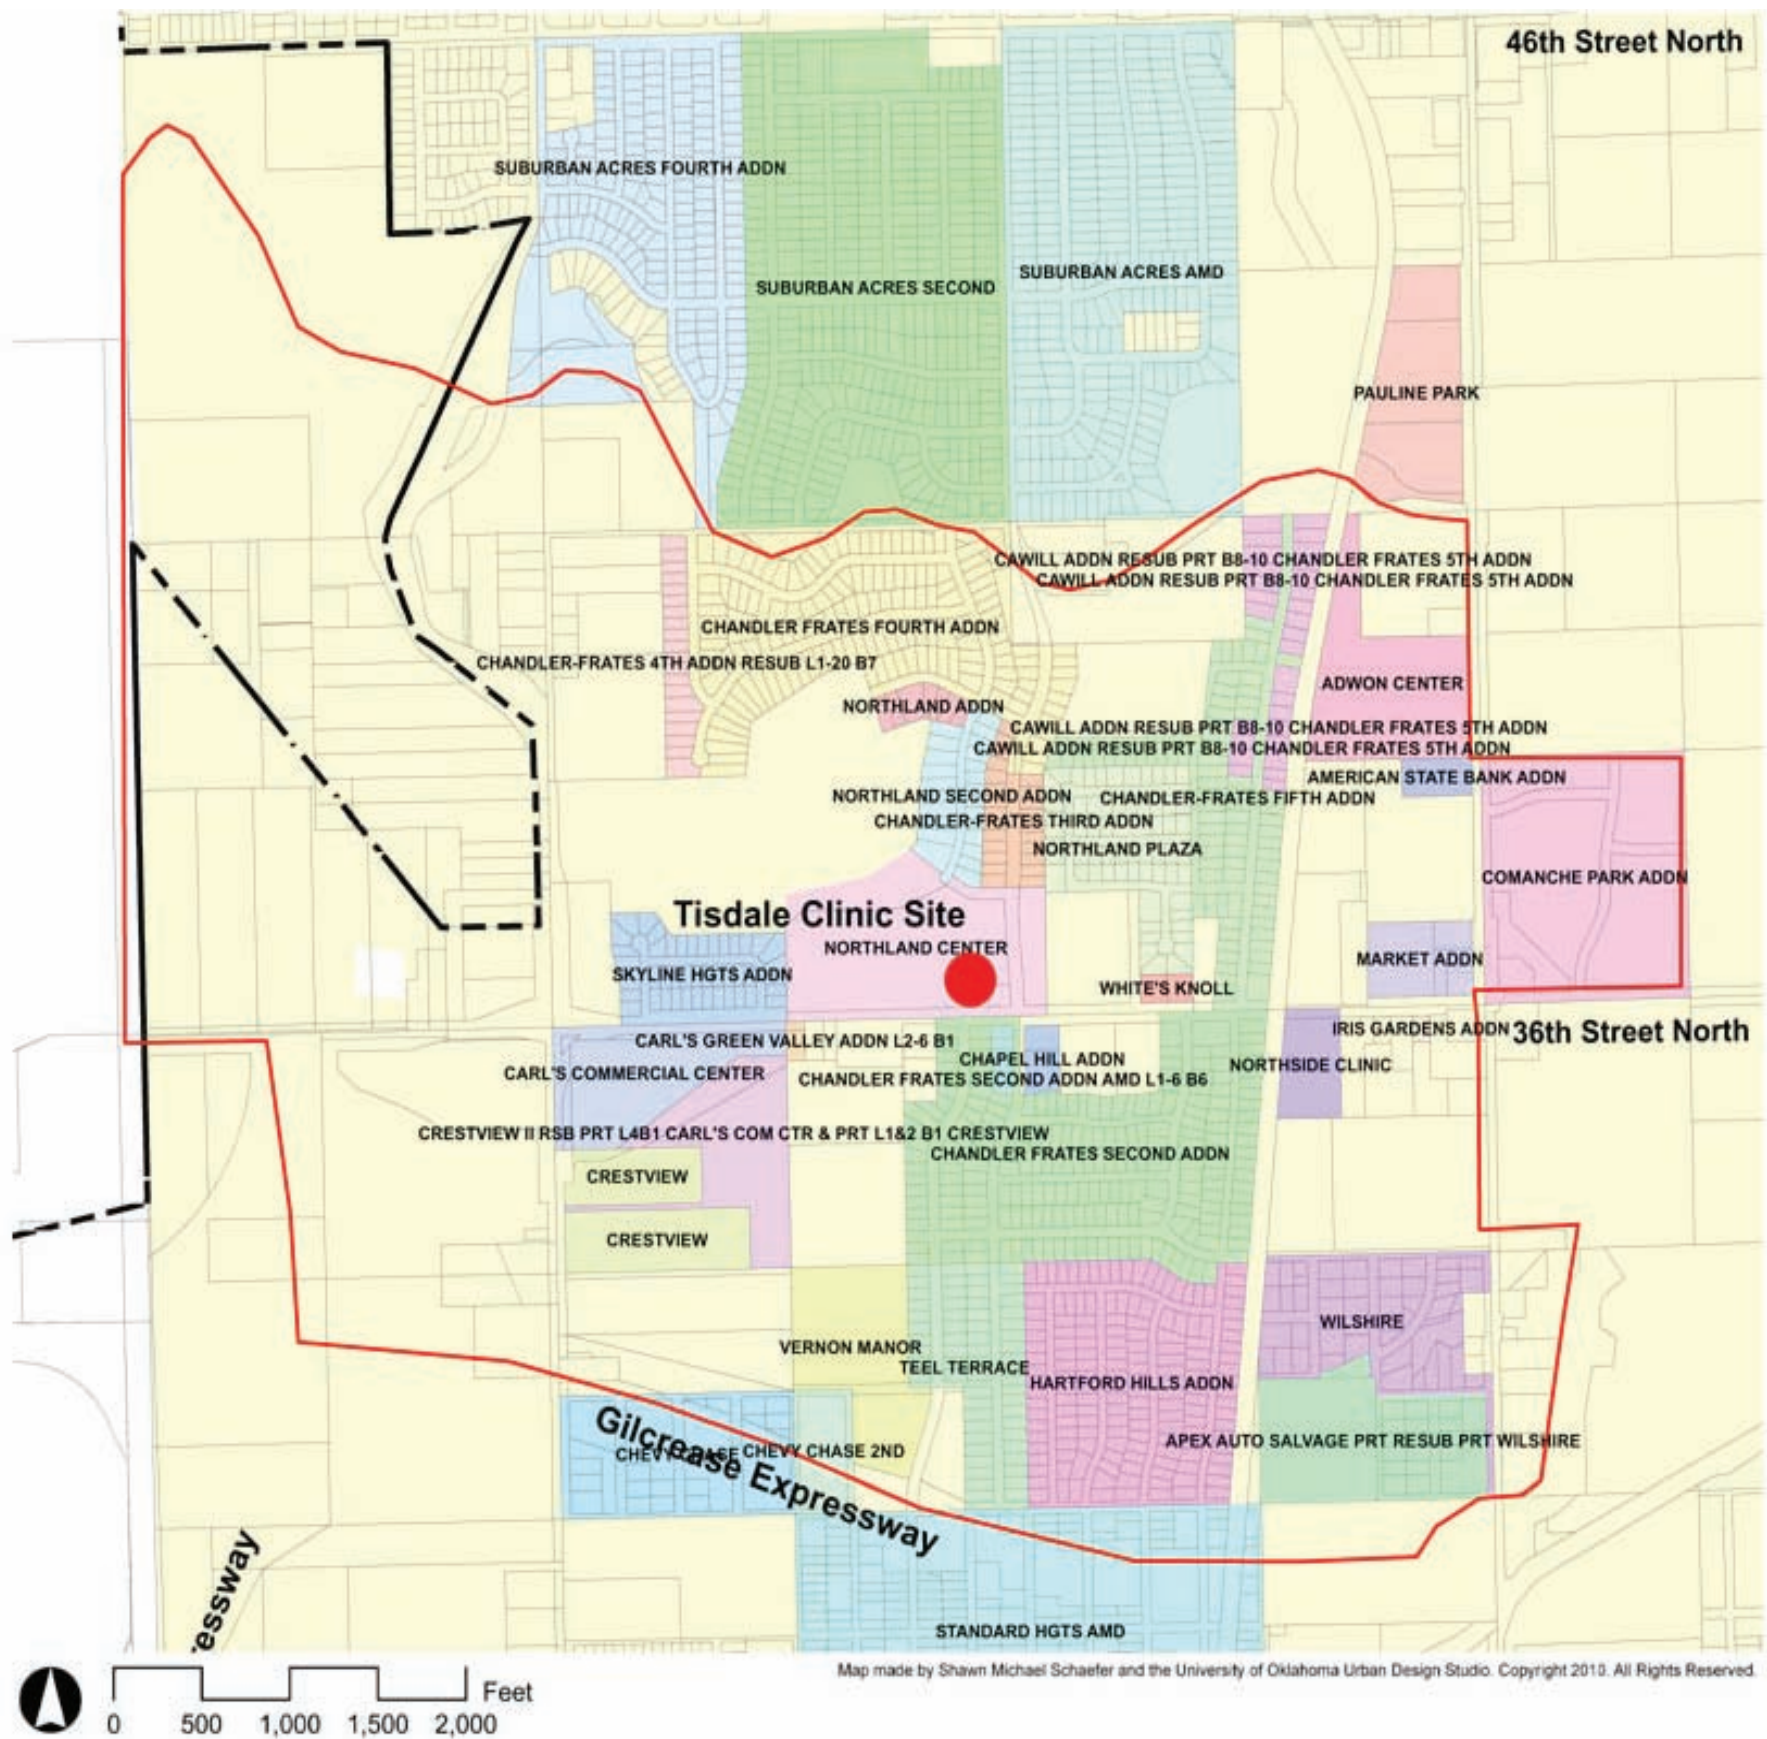 46th Street North
SUBURBAN ACRES FOURTH ADDN
SUBURBAN ACRES AMD
SUBURBAN ACRES SECOND
PAULINE PARK
CAWILL ADDN RESUB PRT B8-10 CHANDLER FRATES 5TH ADDN
CAWILL ADDN RESUB PRT B8-10 CHANDLER FRATES 5TH ADDN
CHANDLER FRATES FOURTH ADDN
CHANDLER-FRATES 4TH ADDN RESUB L1-20 B7
ADWON CENTER
NORTHLAND ADDN
CAWILL ADDN RESUB PRT B8-10 CHANDLER FRATES 5TH ADDN
CAWILL ADDN RESUB PRT B8-10 CHANDLER FRATES 5TH ADDN
AMERICAN STATE BANK ADDN
NORTHLAND SECOND ADDN
CHANDLER-FRATES FIFTH ADDN
CHANDLER-FRATES THIRD ADDN
NORTHLAND PLAZA
COMANCHE PARK ADDN
Tisdale Clinic Site
NORTHLAND CENTER
MARKET ADDN
SKYLINE HGTS ADDN
WHITE'S KNOLL
IRIS GARDENS ADDN
36th Street North
CARL'S GREEN VALLEY ADDN L2-6 B1
CHAPEL HILL ADDN
NORTHSIDE CLINIC
CARL'S COMMERCIAL CENTER
CHANDLER FRATES SECOND ADDN AMD L1-6 B6
CRESTVIEW II RSB PRT L4B1 CARL'S COM CTR & PRT L1&2 B1 CRESTVIEW
CHANDLER FRATES SECOND ADDN
CRESTVIEW
CRESTVIEW
WILSHIRE
VERNON MANOR
TEEL TERRACE
HARTFORD HILLS ADDN
APEX AUTO SALVAGE PRT RESUB PRT WILSHIRE
CHEVY CHASE
CHEVY CHASE 2ND
Gilcrease Expressway
ressway
STANDARD HGTS AMD
Map made by Shawn Michael Schaefer and the University of Oklahoma Urban Design Studio. Copyright 2010. All Rights Reserved.
Feet
0 500 1,000 1,500 2,000